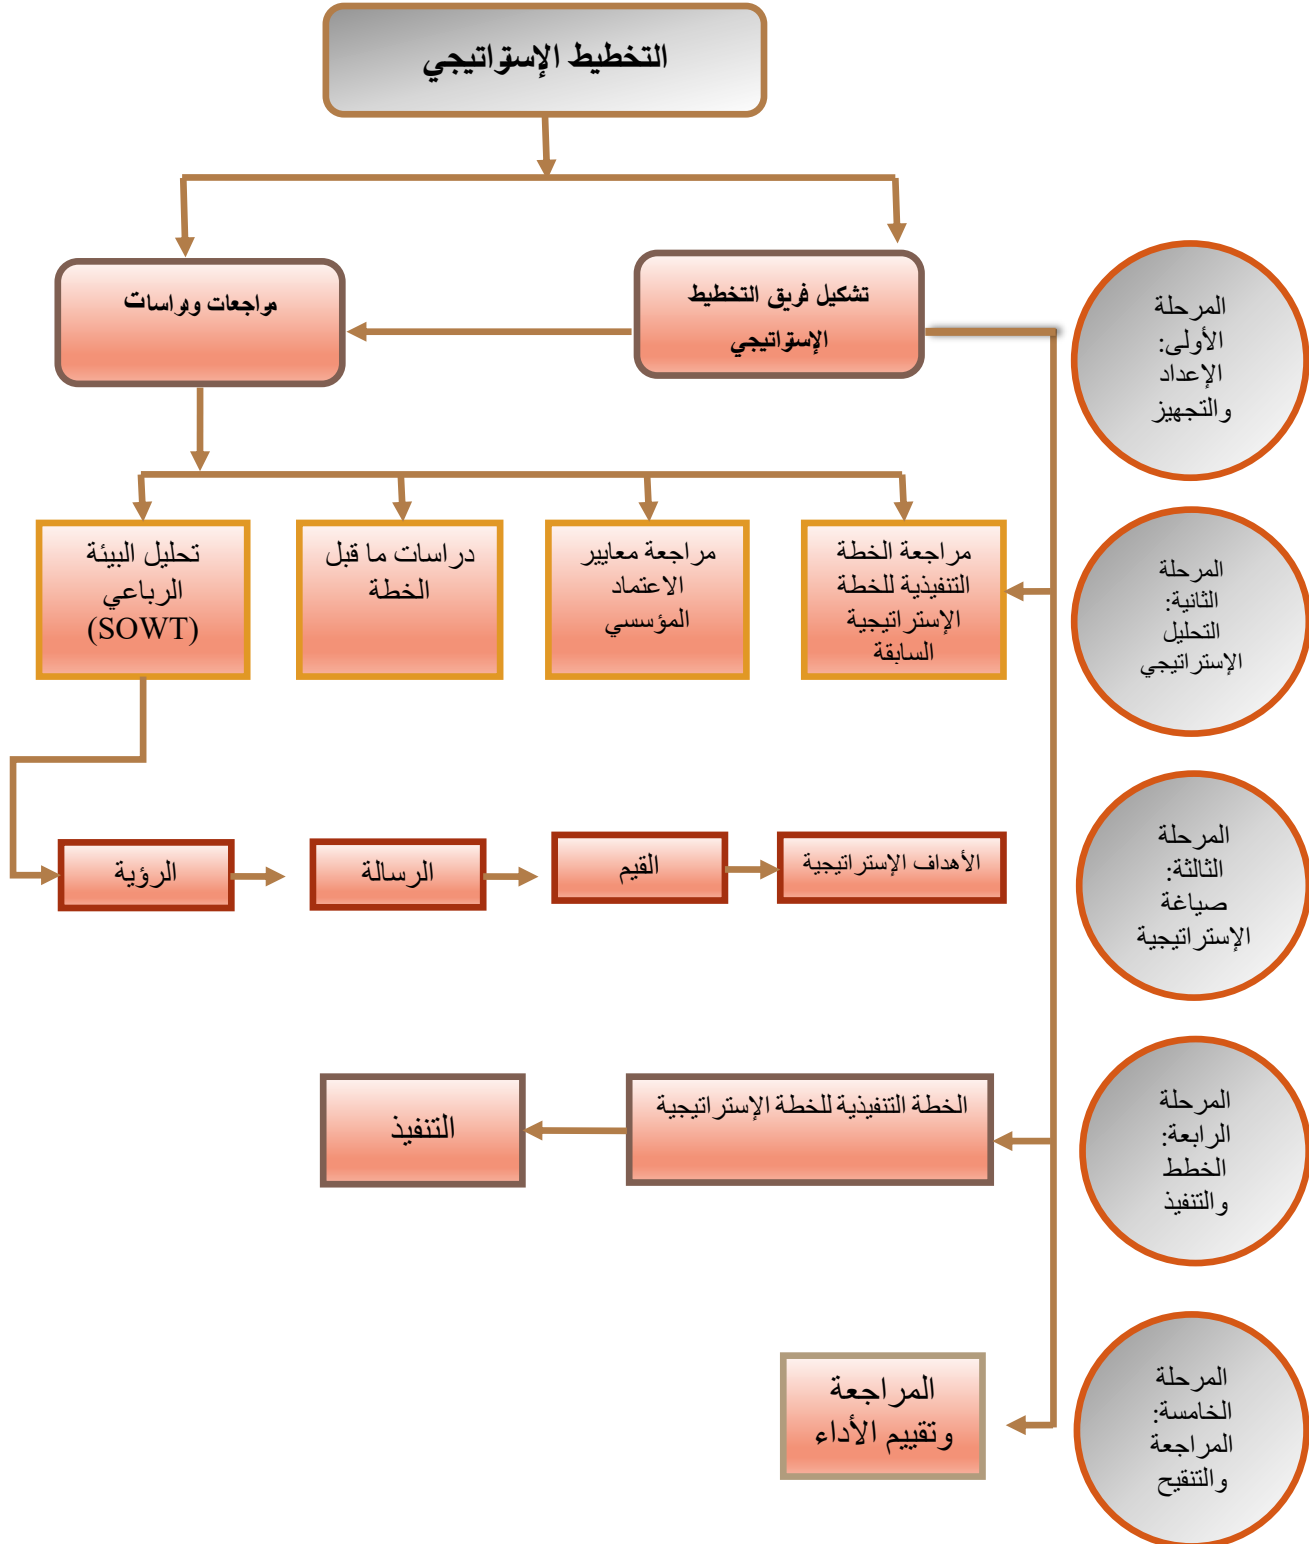 التخطيط الإستراتيجي
تشكيل فريق التخطيط
الإستراتيجي
مراجعات ودراسات
المرحلة
الأولى:
الإعداد
والتجهيز
مراجعة الخطة
التنفيذية للخطة
الإستراتيجية
السابقة
مراجعة معايير
الاعتماد
المؤسسي
دراسات ما قبل
الخطة
تحليل البيئة
الرباعي
(SOWT)
المرحلة
الثانية:
التحليل
الإستراتيجي
الرؤية
الرسالة
القيم
الأهداف الإستراتيجية
المرحلة
الثالثة:
صياغة
الإستراتيجية
الخطة التنفيذية للخطة الإستراتيجية
التنفيذ
المرحلة
الرابعة:
الخطط
والتنفيذ
المراجعة
وتقييم الأداء
المرحلة
الخامسة:
المراجعة
والتنقيح